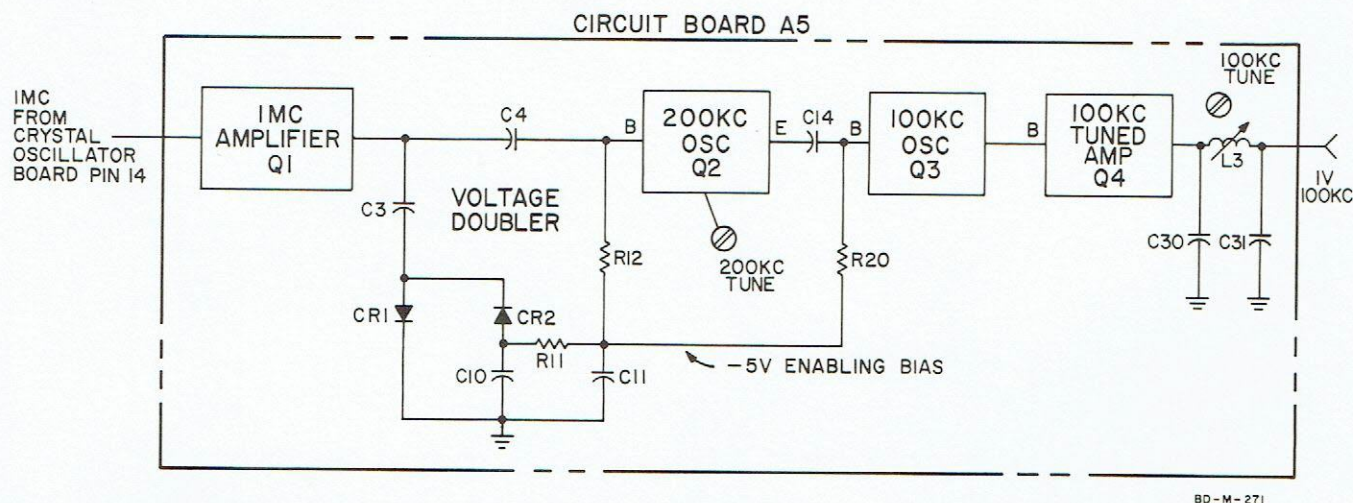 CIRCUIT BOARD A5
1MC
FROM
CRYSTAL
OSCILLATOR
BOARD PIN 14
1MC
AMPLIFIER
Q1
C4
B
200KC
OSC
Q2
E
C14
B
100KC
OSC
Q3
B
100KC
TUNED
AMP
Q4
100KC
TUNE
L3
1V
100KC
C3
VOLTAGE
DOUBLER
R12
200KC
TUNE
R20
C30
C31
CR1
CR2
R11
C10
C11
-5V ENABLING BIAS
BD-M-271